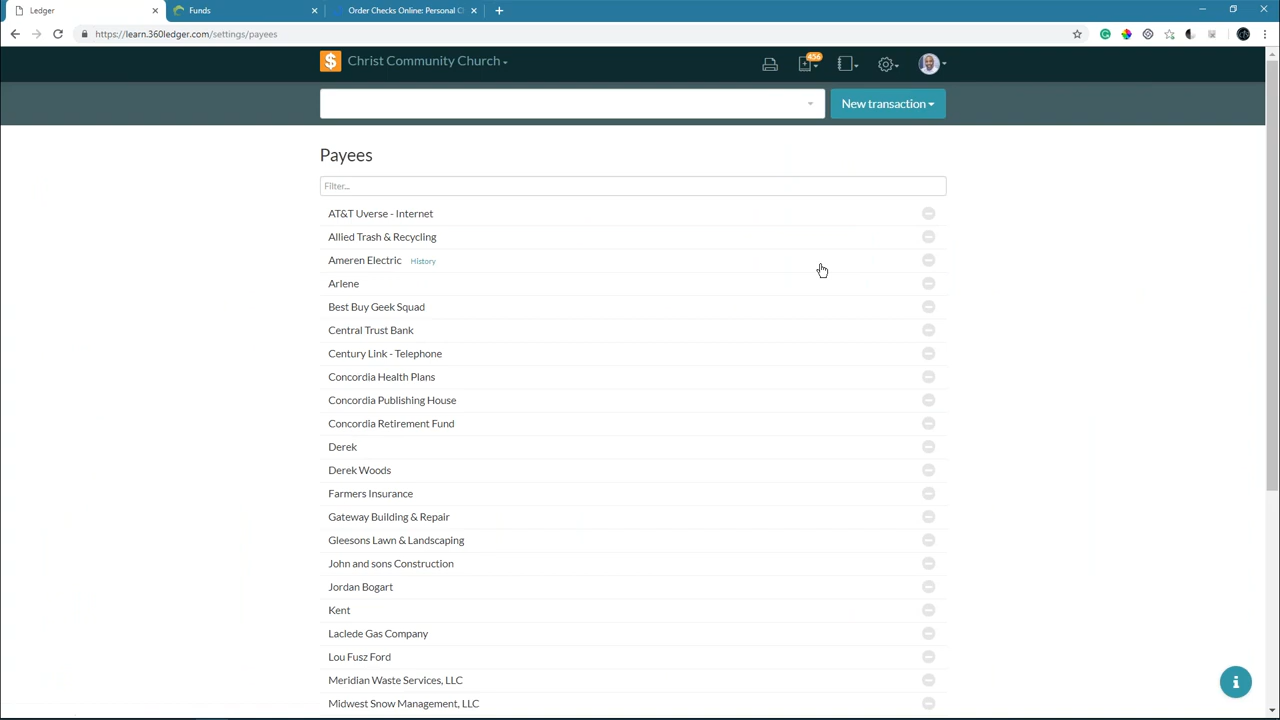 Ledger
Funds
Order Checks Online: Personal C
https://learn.360ledger.com/settings/payees
$ Christ Community Church
456
New transaction
Payees
Filter...
AT&T Uverse - Internet
Allied Trash & Recycling
Ameren Electric History
Arlene
Best Buy Geek Squad
Central Trust Bank
Century Link - Telephone
Concordia Health Plans
Concordia Publishing House
Concordia Retirement Fund
Derek
Derek Woods
Farmers Insurance
Gateway Building & Repair
Gleesons Lawn & Landscaping
John and sons Construction
Jordan Bogart
Kent
Laclede Gas Company
Lou Fusz Ford
Meridian Waste Services, LLC
Midwest Snow Management, LLC